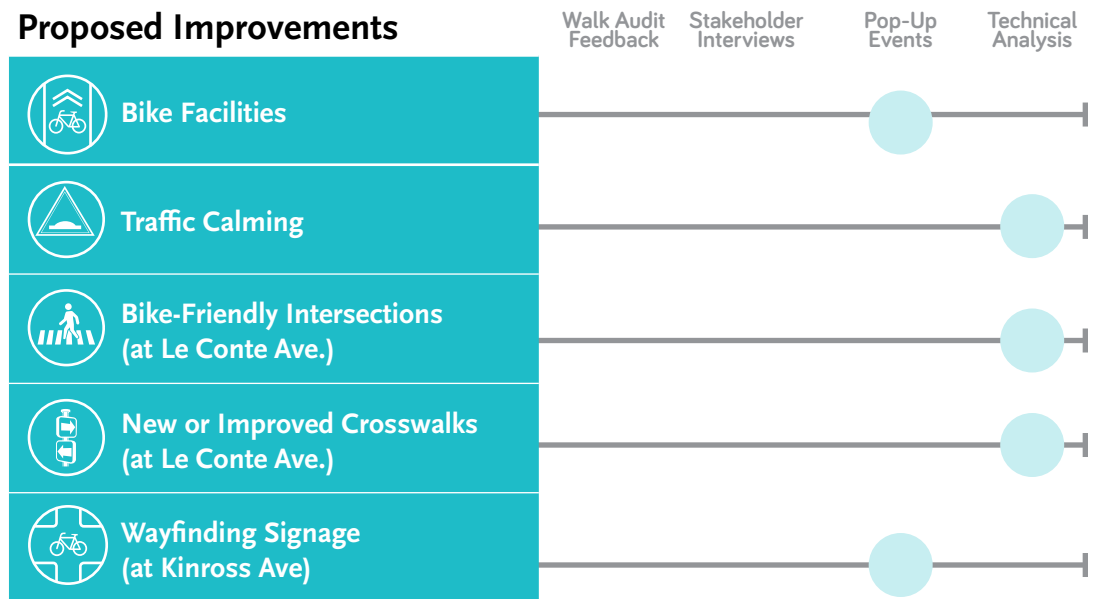 Proposed Improvements
Walk Audit
Feedback
Stakeholder
Interviews
Pop-Up
Events
Technical
Analysis
Bike Facilities
Traffic Calming
Bike-Friendly Intersections
(at Le Conte Ave.)
New or Improved Crosswalks
(at Le Conte Ave.)
Wayfinding Signage
(at Kinross Ave)